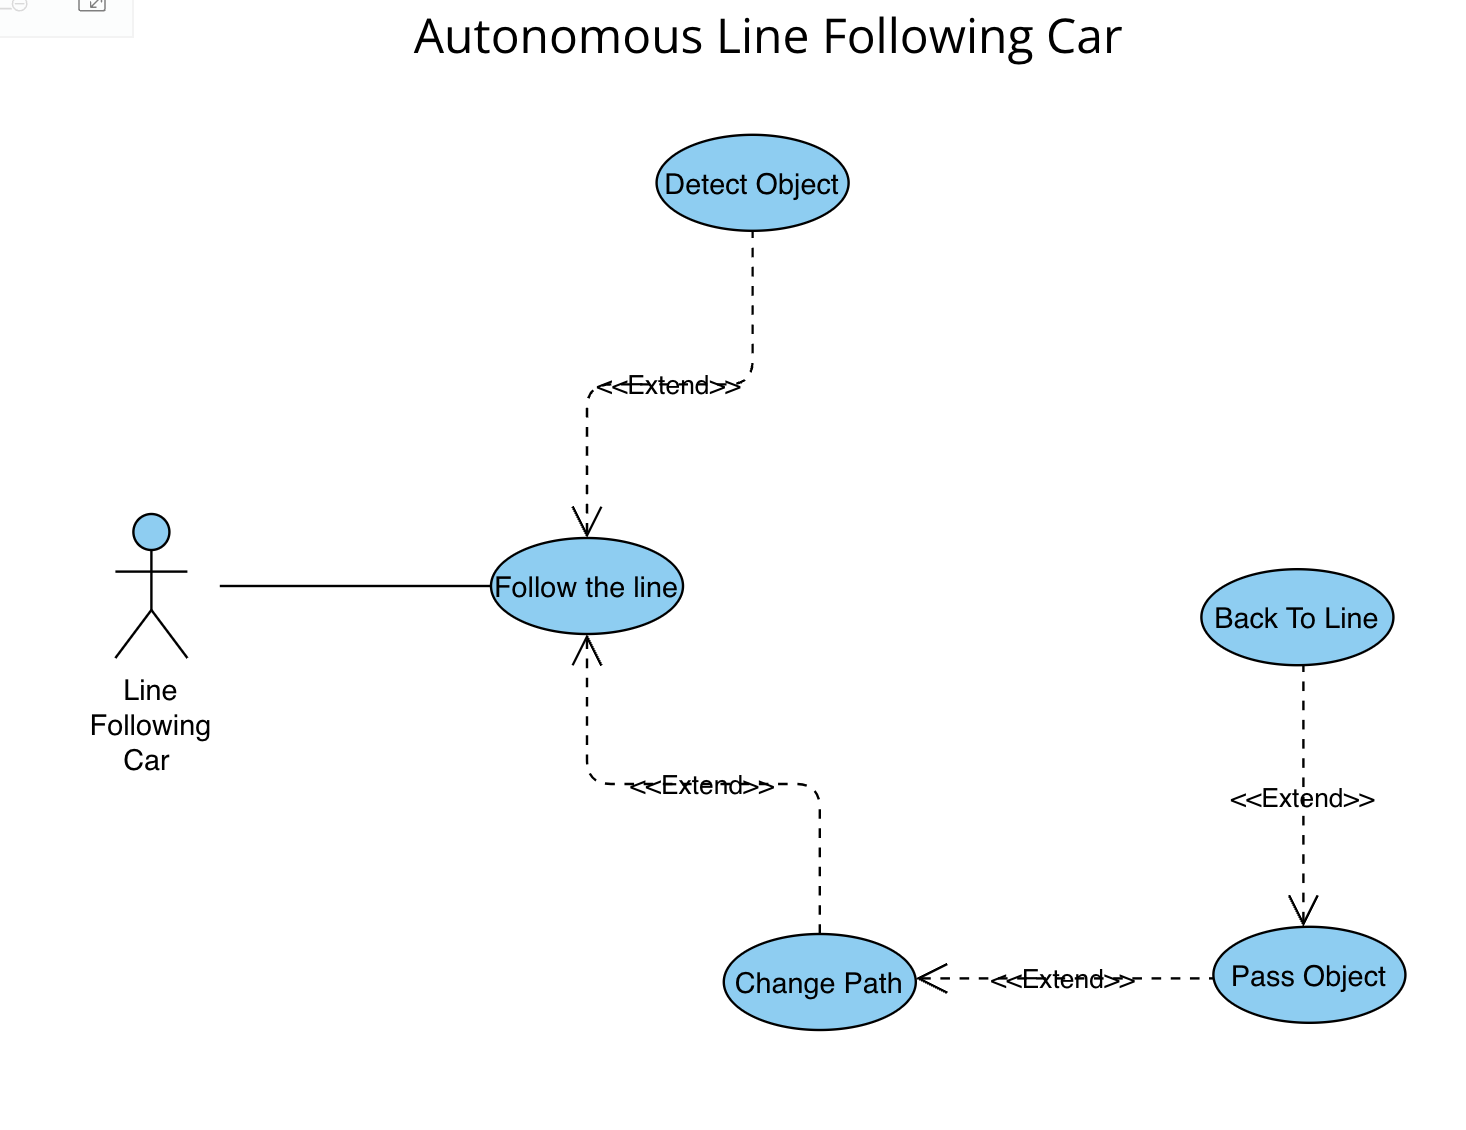 Autonomous Line Following Car
Detect Object
<<Extend>>
Follow the line
Line
Following
Car
Back To Line
<<Extend>>
<<Extend>>
Change Path
<<Extend>>
Pass Object